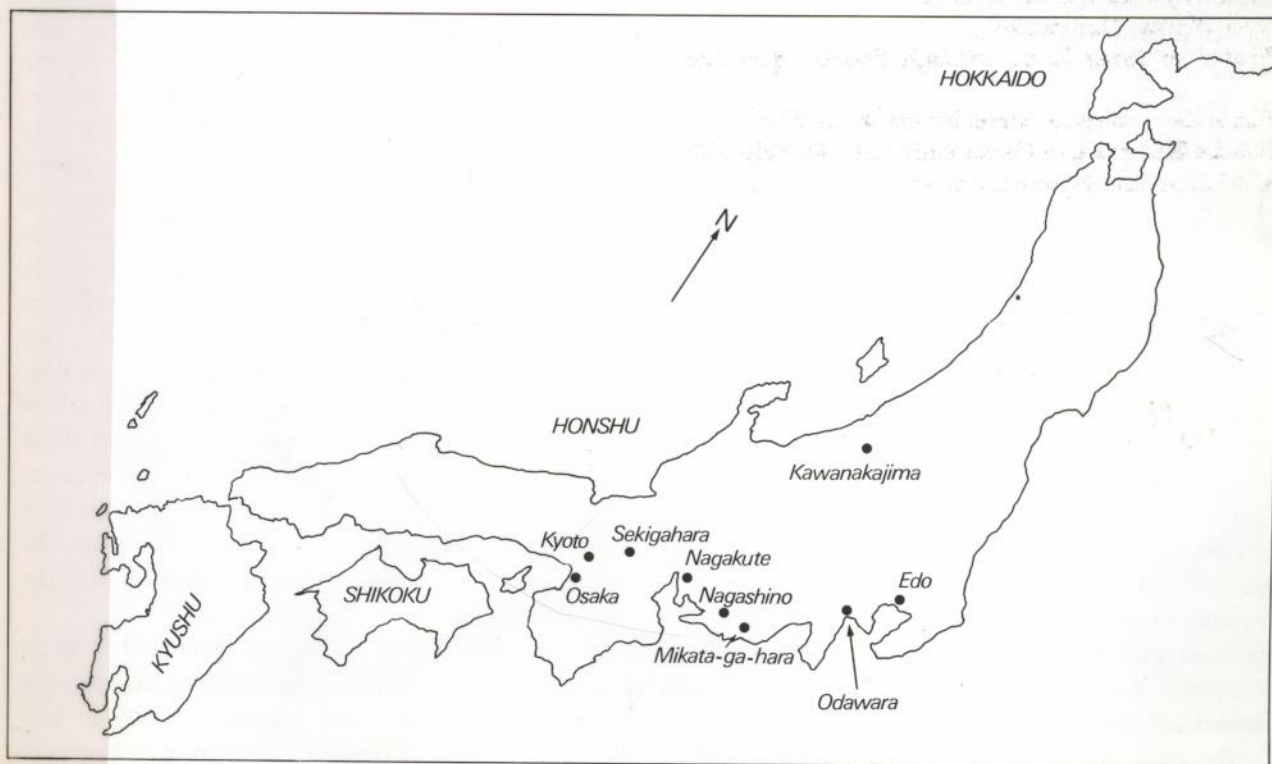 HOKKAIDO
N
HONSHU
Kawanakajima
Kyoto
Sekigahara
Nagakute
Edo
Osaka
Nagashino
SHIKOKU
KYUSHU
Mikata-ga-hara
Odawara